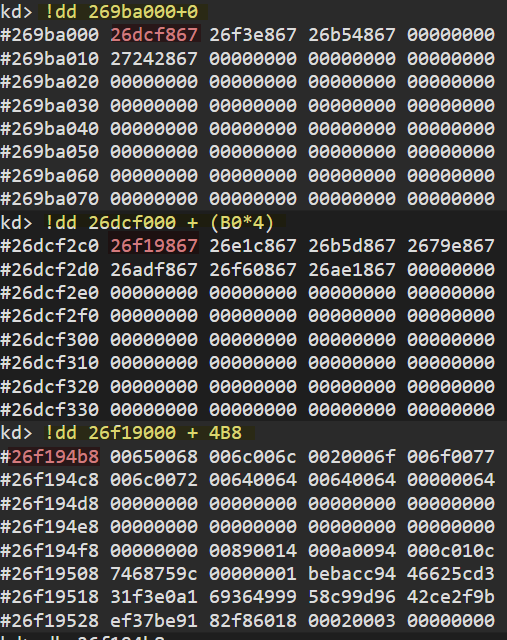 kd> !dd 269ba000+0
#269ba000 26dcf867 26f3e867 26b54867 00000000
#269ba010 27242867 00000000 00000000 00000000
#269ba020 00000000 00000000 00000000 00000000
#269ba030 00000000 00000000 00000000 00000000
#269ba040 00000000 00000000 00000000 00000000
#269ba050 00000000 00000000 00000000 00000000
#269ba060 00000000 00000000 00000000 00000000
#269ba070 00000000 00000000 00000000 00000000
kd> !dd 26dcf000 + (B0*4)
#26dcf2c0 26f19867 26e1c867 26b5d867 2679e867
#26dcf2d0 26adf867 26f60867 26ae1867 00000000
#26dcf2e0 00000000 00000000 00000000 00000000
#26dcf2f0 00000000 00000000 00000000 00000000
#26dcf300 00000000 00000000 00000000 00000000
#26dcf310 00000000 00000000 00000000 00000000
#26dcf320 00000000 00000000 00000000 00000000
#26dcf330 00000000 00000000 00000000 00000000
kd> !dd 26f19000 + 4B8
#26f194b8 00650068 006c006c 0020006f 006f0077
#26f194c8 006c0072 00640064 00640064 00000064
#26f194d8 00000000 00000000 00000000 00000000
#26f194e8 00000000 00000000 00000000 00000000
#26f194f8 00000000 00890014 000a0094 000c010c
#26f19508 7468759c 00000001 bebacc94 46625cd3
#26f19518 31f3e0a1 69364999 58c99d96 42ce2f9b
#26f19528 ef37be91 82f86018 00020003 00000000